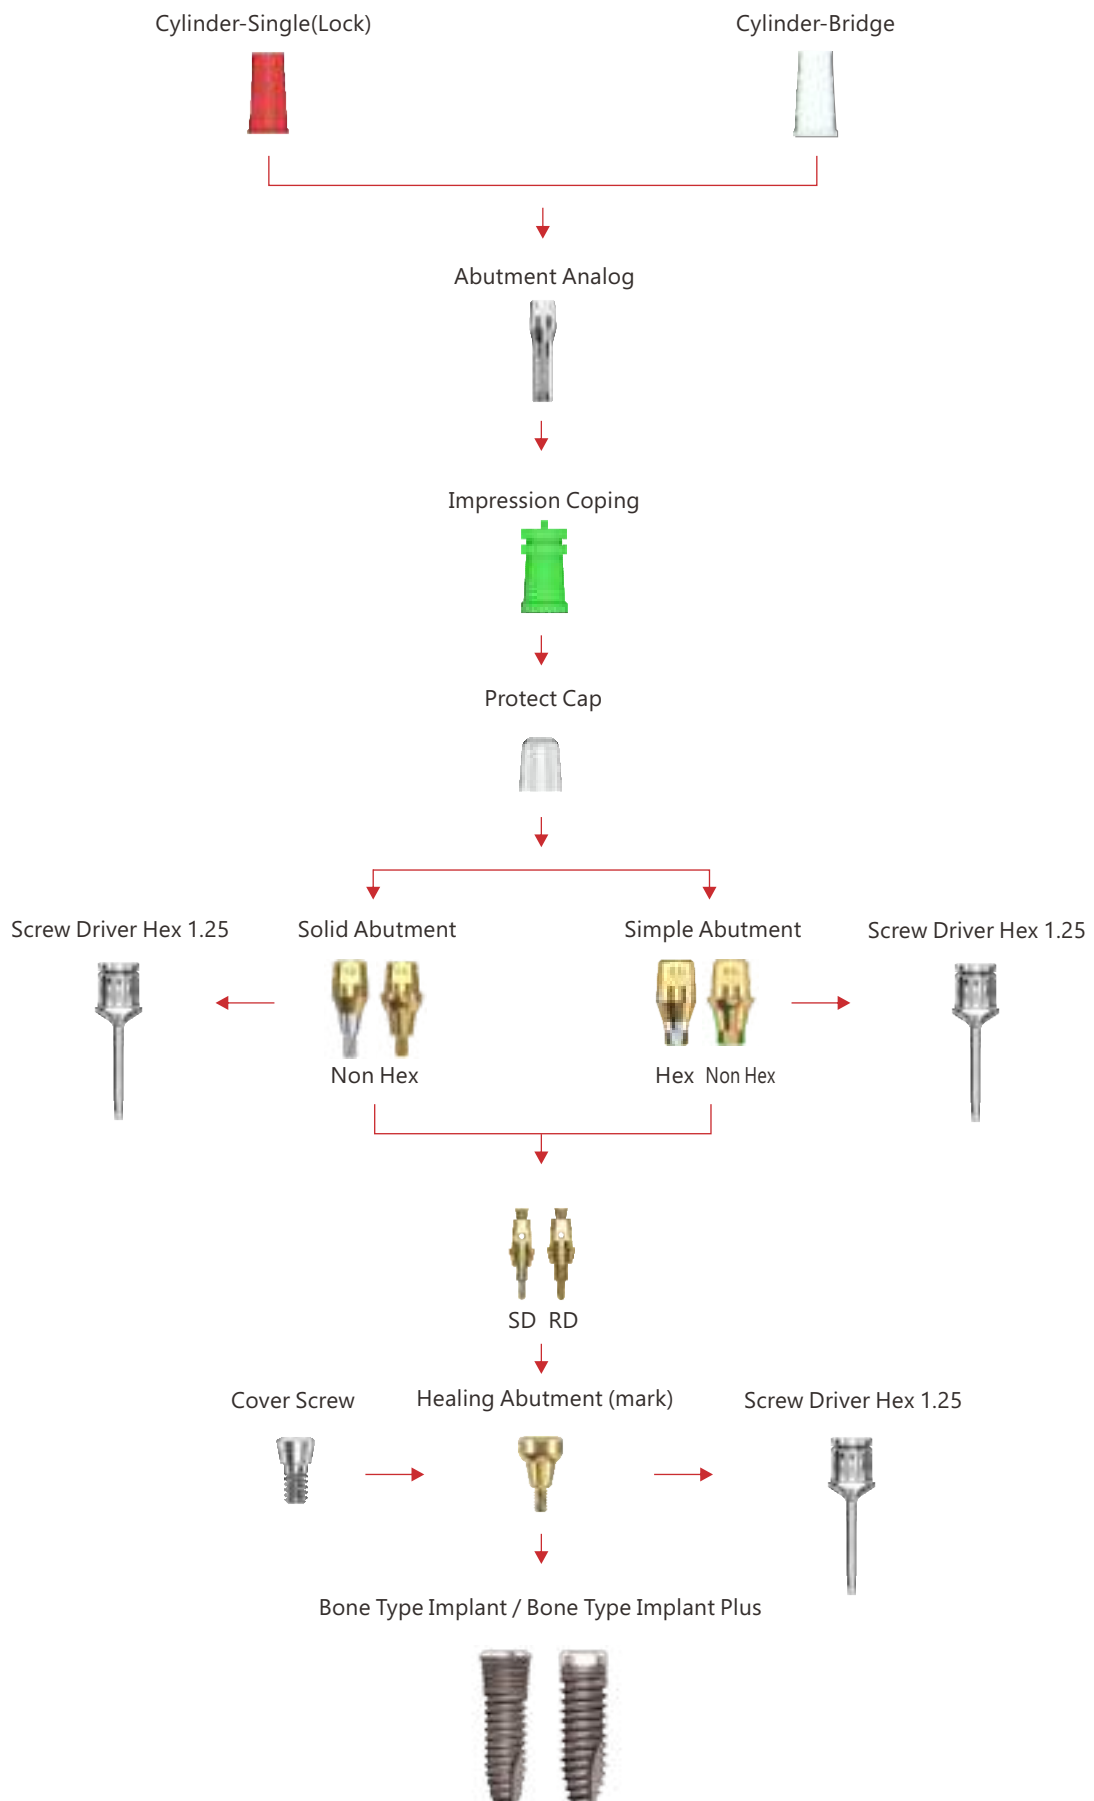 Cylinder-Single(Lock)
Cylinder-Bridge
Abutment Analog
Impression Coping
Protect Cap
Screw Driver Hex 1.25
Solid Abutment
Simple Abutment
Screw Driver Hex 1.25
Non Hex
Hex
Non Hex
SD
RD
Cover Screw
Healing Abutment (mark)
Screw Driver Hex 1.25
Bone Type Implant / Bone Type Implant Plus